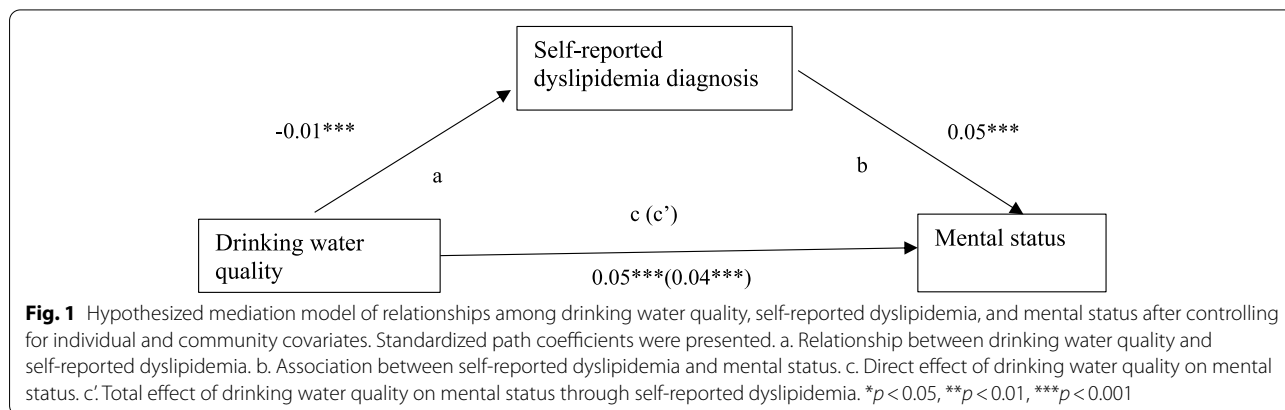 Self-reported
dyslipidemia diagnosis
-0.01***
0.05***
a
b
c (c’)
Drinking water
quality
Mental status
0.05***(0.04***)
Fig. 1 Hypothesized mediation model of relationships among drinking water quality, self-reported dyslipidemia, and mental status after controlling
for individual and community covariates. Standardized path coefficients were presented. a. Relationship between drinking water quality and
self-reported dyslipidemia. b. Association between self-reported dyslipidemia and mental status. c. Direct effect of drinking water quality on mental
status. c’. Total effect of drinking water quality on mental status through self-reported dyslipidemia. *p < 0.05, **p < 0.01, ***p < 0.001